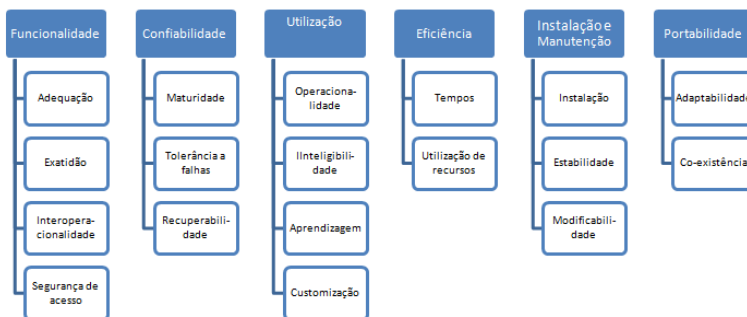 Funcionalidade
Adequação
Exatidão
Interopera-
cionalidade
Segurança de
acesso
Confiabilidade
Maturidade
Tolerância a
falhas
Recuperabili-
dade
Utilização
Operaciona-
lidade
IInteligibili-
dade
Aprendizagem
Customização
Eficiência
Tempos
Utilização de
recursos
Instalação e
Manutenção
Instalação
Estabilidade
Modificabili-
dade
Portabilidade
Adaptabilidade
Co-existência